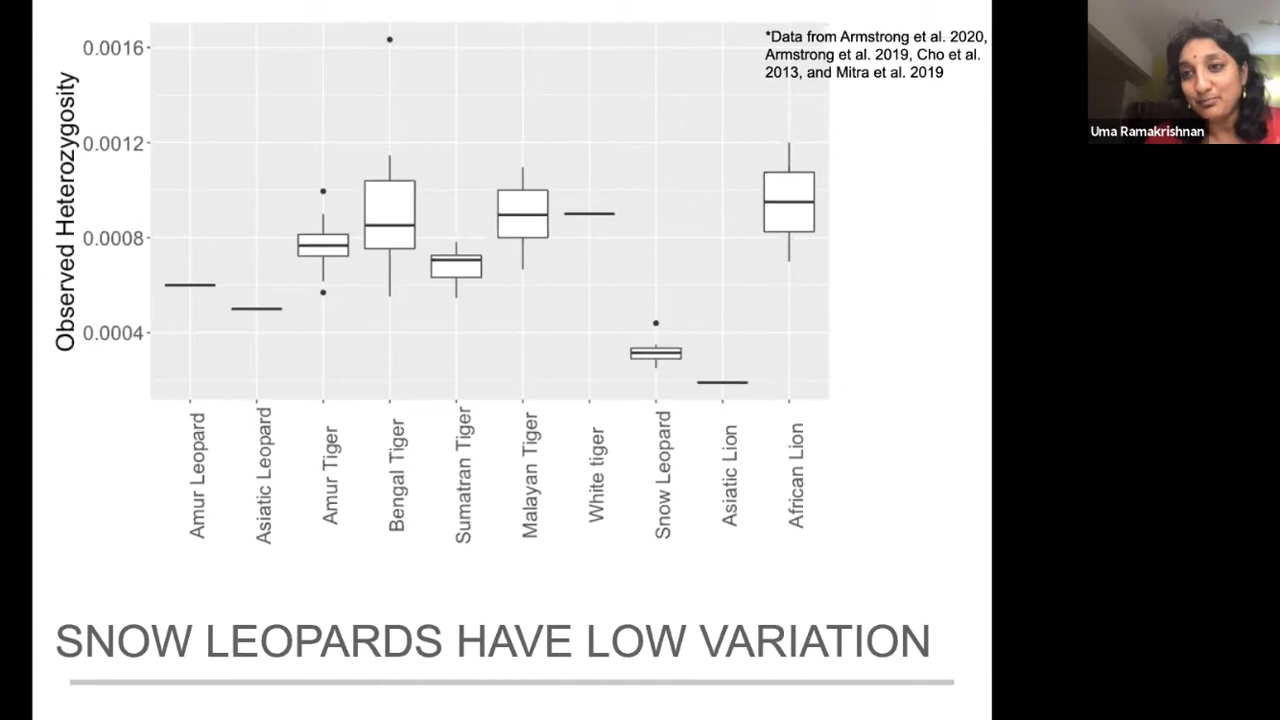 *Data from Armstrong et al. 2020,
Armstrong et al. 2019, Cho et al.
2013, and Mitra et al. 2019
Uma Ramakrishnan
Observed Heterozygosity
0.0016
0.0012
0.0008
0.0004
Amur Leopard
Asiatic Leopard
Amur Tiger
Bengal Tiger
Sumatran Tiger
Malayan Tiger
White tiger
Snow Leopard
Asiatic Lion
African Lion
SNOW LEOPARDS HAVE LOW VARIATION